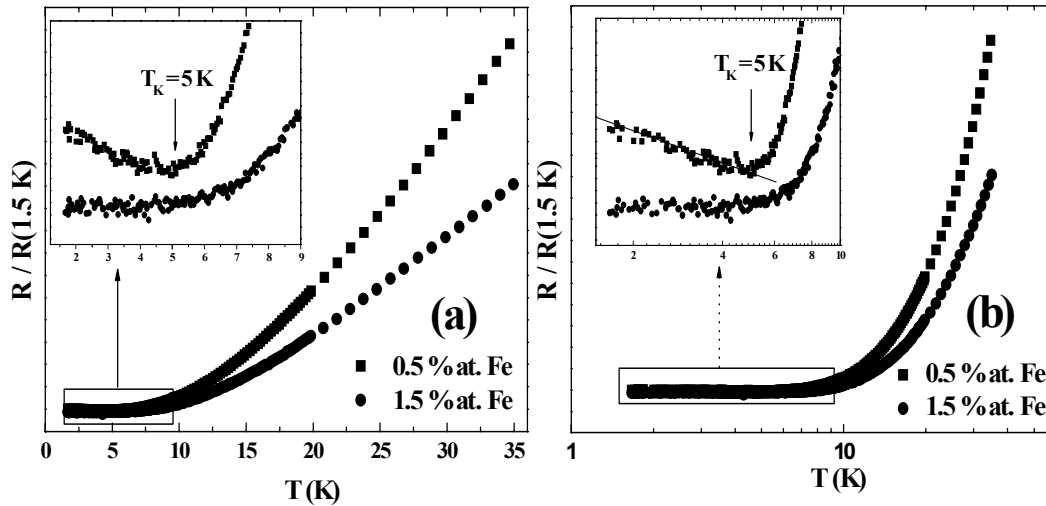 T_K = 5 K
2 3 4 5 6 7 8 9
R / R(1.5 K)
(a)
0.5 % at. Fe
1.5 % at. Fe
0 5 10 15 20 25 30 35
T (K)
T_K = 5 K
2 4 6 8 10
R / R(1.5 K)
(b)
0.5 % at. Fe
1.5 % at. Fe
1 10
T (K)